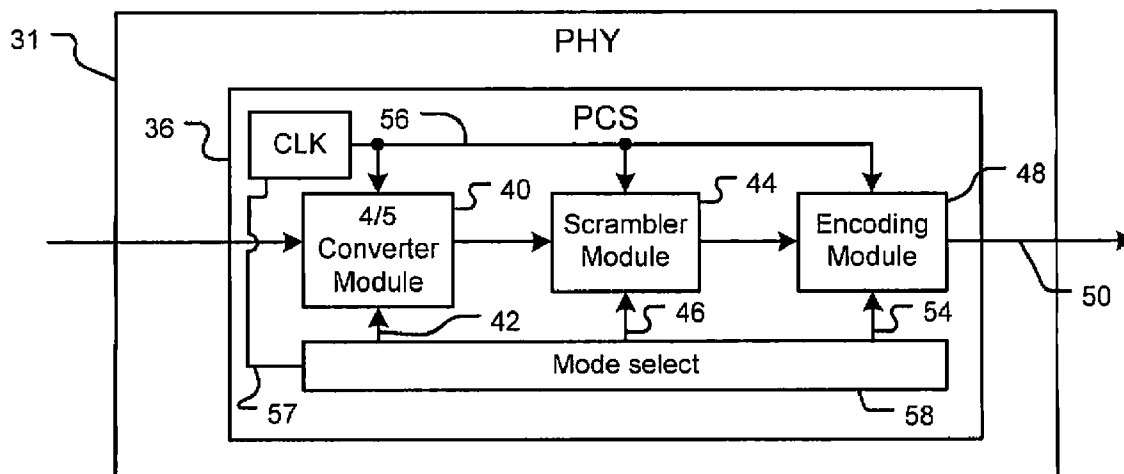 31
PHY
36
CLK
56
PCS
4/5
Converter
Module
40
Scrambler
Module
44
Encoding
Module
48
50
42
46
54
Mode select
57
58